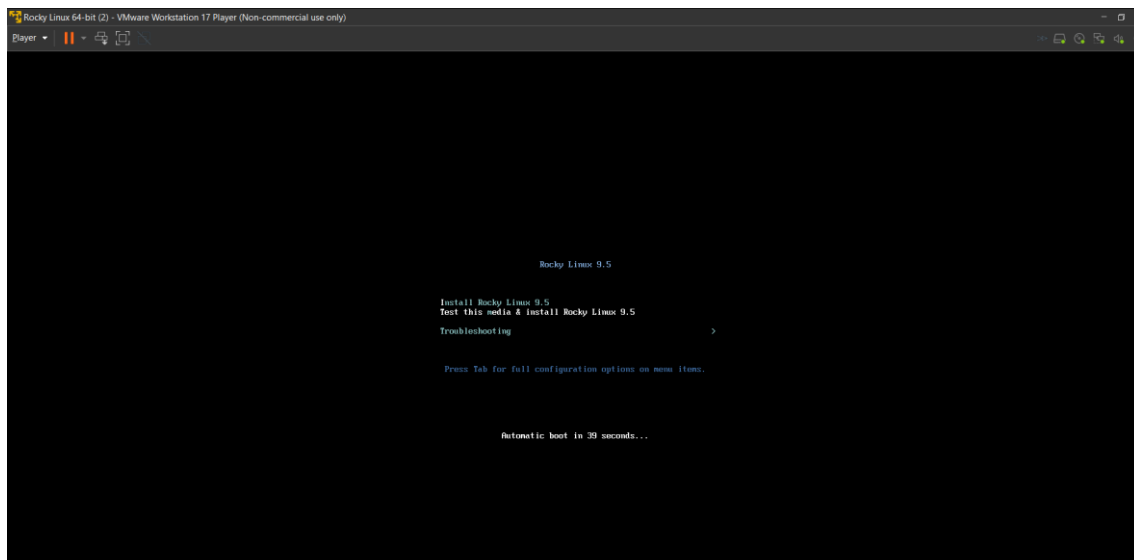 Rocky Linux 64-bit (2) - VMware Workstation 17 Player (Non-commercial use only)
Player
Rocky Linux 9.5
Install Rocky Linux 9.5
Test this media & install Rocky Linux 9.5
Troubleshooting >
Press Tab for full configuration options on menu items.
Automatic boot in 39 seconds...